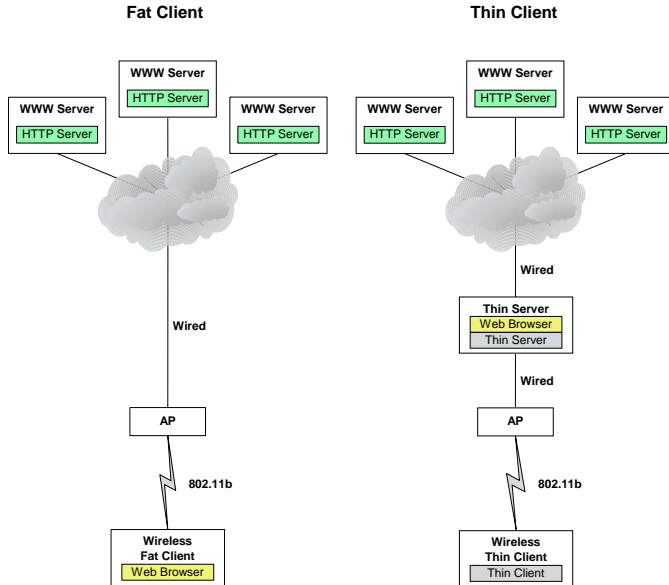 Fat Client
WWW Server
HTTP Server
WWW Server
HTTP Server
WWW Server
HTTP Server
Wired
AP
802.11b
Wireless
Fat Client
Web Browser
Thin Client
WWW Server
HTTP Server
WWW Server
HTTP Server
WWW Server
HTTP Server
Wired
Thin Server
Web Browser
Thin Server
Wired
AP
802.11b
Wireless
Thin Client
Thin Client